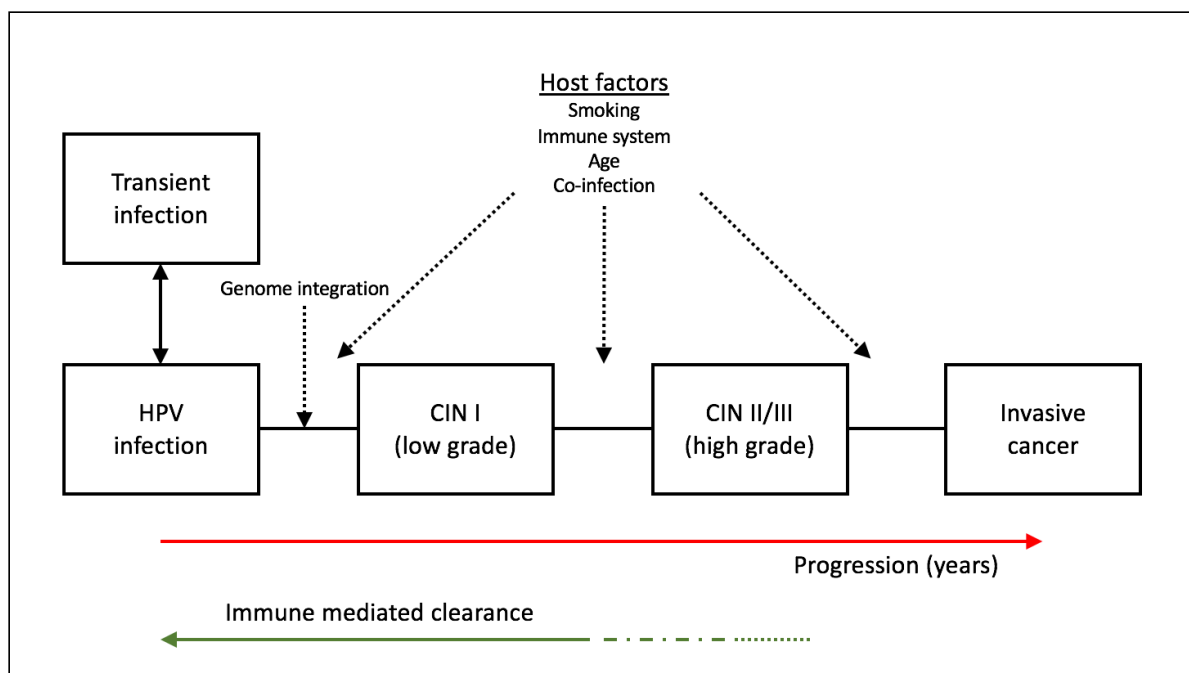 Host factors
Smoking
Immune system
Age
Co-infection
Transient
infection
Genome integration
HPV
infection
CIN I
(low grade)
CIN II/III
(high grade)
Invasive
cancer
Progression (years)
Immune mediated clearance